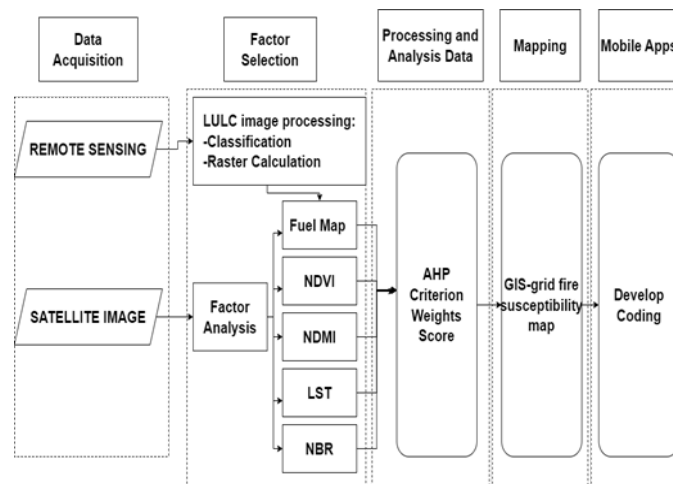 Data
Acquisition
Factor
Selection
Processing and
Analysis Data
Mapping
Mobile Apps
REMOTE SENSING
LULC image processing:
-Classification
-Raster Calculation
Fuel Map
NDVI
NDMI
LST
NBR
SATELLITE IMAGE
Factor
Analysis
AHP
Criterion
Weights
Score
GIS-grid fire
susceptibility
map
Develop
Coding